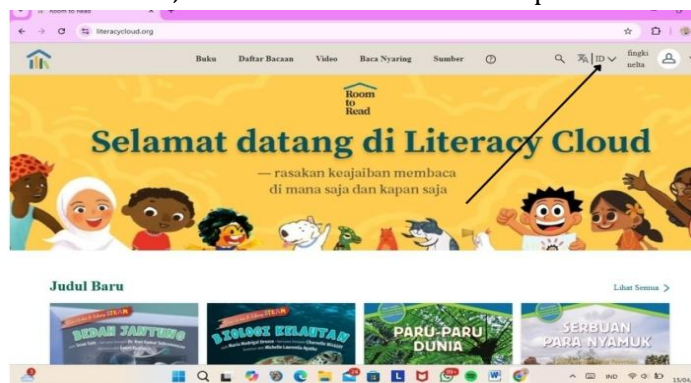 Room to Read
literacycloud.org
Buku Daftar Bacaan Video Baca Nyaring Sumber
ID
fingki
nelta
Room
to
Read
Selamat datang di Literacy Cloud
— rasakan keajaiban membaca
di mana saja dan kapan saja
Judul Baru
Lihat Semua >
BEDAH JANTUNG
BIOLOGI KELAUTAN
PARU-PARU
DUNIA
SERBUAN
PARA NYAMUK
IND